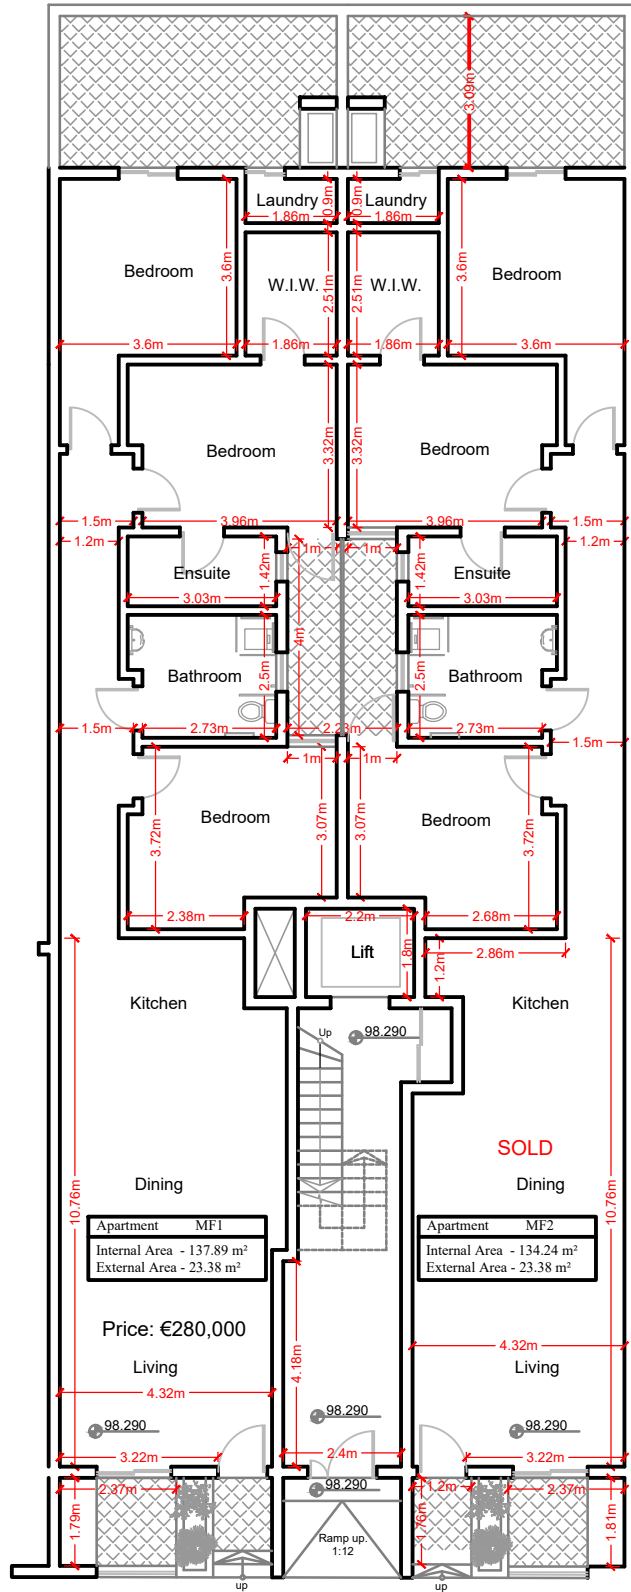 3.09m
Laundry
Laundry
0.9m
0.9m
1.86m
1.86m
Bedroom
3.6m
W.I.W.
2.51m
2.51m
W.I.W.
3.6m
Bedroom
3.6m
1.86m
1.86m
3.6m
Bedroom
3.32m
3.32m
Bedroom
1.5m
3.96m
3.96m
1.5m
1.2m
1m
1m
1.2m
Ensuite
1.42m
1.42m
Ensuite
3.03m
3.03m
4m
Bathroom
2.5m
2.5m
Bathroom
1.5m
2.73m
2.23m
2.73m
1.5m
1m
1m
Bedroom
3.72m
3.07m
3.07m
Bedroom
3.72m
2.38m
2.2m
2.68m
Lift
1.8m
1.2m
2.86m
Kitchen
Kitchen
Up
98.290
SOLD
10.76m
10.76m
Dining
Dining
Apartment MF1
Internal Area - 137.89 m²
External Area - 23.38 m²
Apartment MF2
Internal Area - 134.24 m²
External Area - 23.38 m²
Price: €280,000
4.18m
4.32m
Living
Living
4.32m
98.290
98.290
98.290
3.22m
2.4m
3.22m
98.290
2.37m
1.2m
2.37m
1.79m
1.76m
1.81m
Ramp up.
1:12
up
up